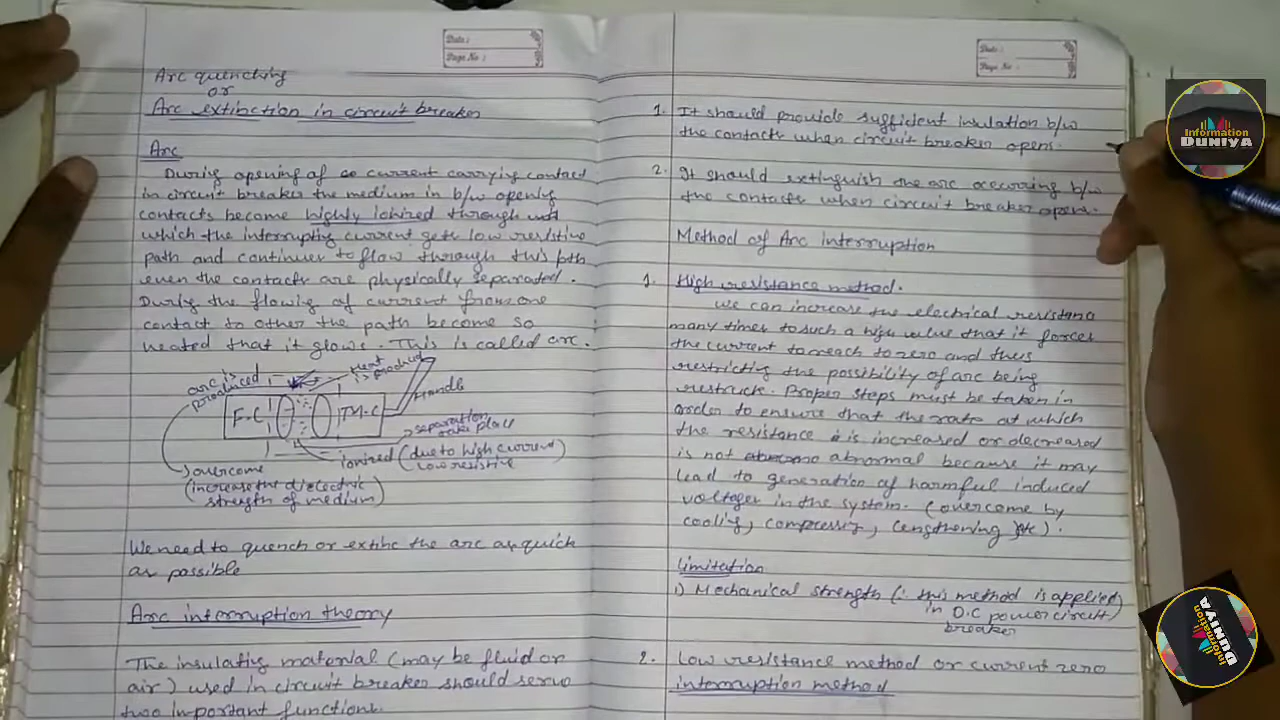 Date :
Page No :
Arc quenching
or
Arc extinction in circuit breaker
Arc
During opening of a current carrying contact
in circuit breaker the medium in b/w opening
contacts become highly ionized through
which the interrupting current gets low resistive
path and continues to flow through this path
even the contacts are physically separated.
During the flowing of current from one
contact to other the path become so
heated that it glows. This is called arc.
arc is
produced
Heat
is produced
F.C
M.C
Handle
separation
take place
ionized (due to high current)
low resistive
overcome
(increase the dielectric
strength of medium)
We need to quench or extinc the arc as quick
as possible
Arc interruption theory
The insulating material (may be fluid or
air) used in circuit breaker should serve
two important functions.
Date :
Page No :
1. It should provide sufficient insulation b/w
the contacts when circuit breaker opens.
2. It should extinguish the arc occuring b/w
the contacts when circuit breaker opens.
Method of Arc interruption
1. High resistance method.
We can increase the electrical resistance
many times to such a high value that it forces
the current to reach to zero and thus
restricting the possibility of arc being
restruck. Proper steps must be taken in
order to ensure that the rate at which
the resistance is increased or decreased
is not abnormal because it may
lead to generation of harmful induced
voltages in the system. (overcome by
cooling, compressing, lengthening etc).
limitation
1) Mechanical strength (∵ this method is applied)
in D.C power circuit
breaker
2. Low resistance method or current zero
interruption method
Information
DUNIYA
Information
DUNIYA